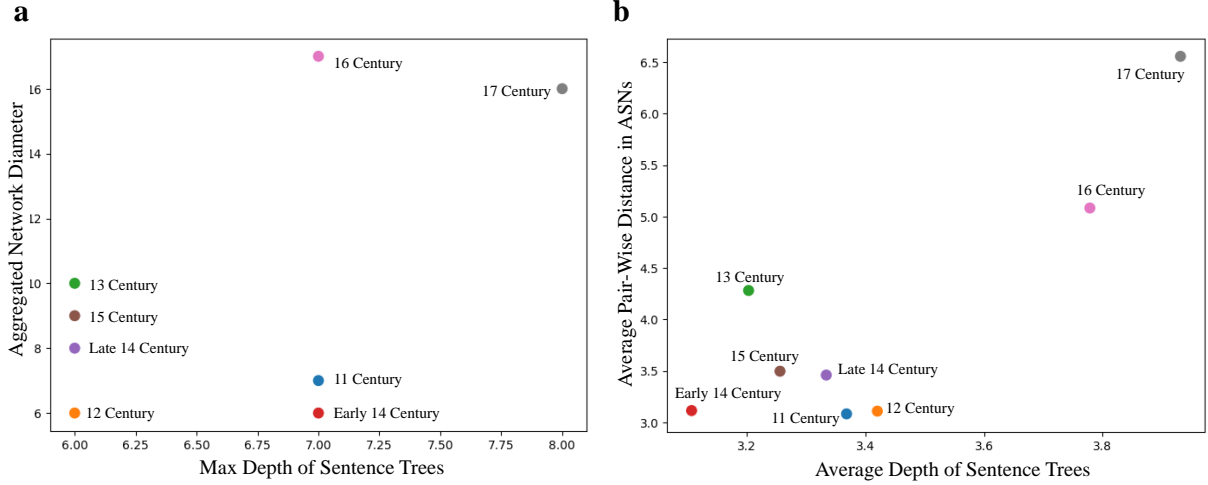 a
Aggregated Network Diameter
16
14
12
10
8
6
16 Century
17 Century
13 Century
15 Century
Late 14 Century
11 Century
12 Century
Early 14 Century
6.00 6.25 6.50 6.75 7.00 7.25 7.50 7.75 8.00
Max Depth of Sentence Trees
b
Average Pair-Wise Distance in ASNs
6.5
6.0
5.5
5.0
4.5
4.0
3.5
3.0
17 Century
16 Century
13 Century
15 Century
Late 14 Century
Early 14 Century
11 Century
12 Century
3.2 3.4 3.6 3.8
Average Depth of Sentence Trees